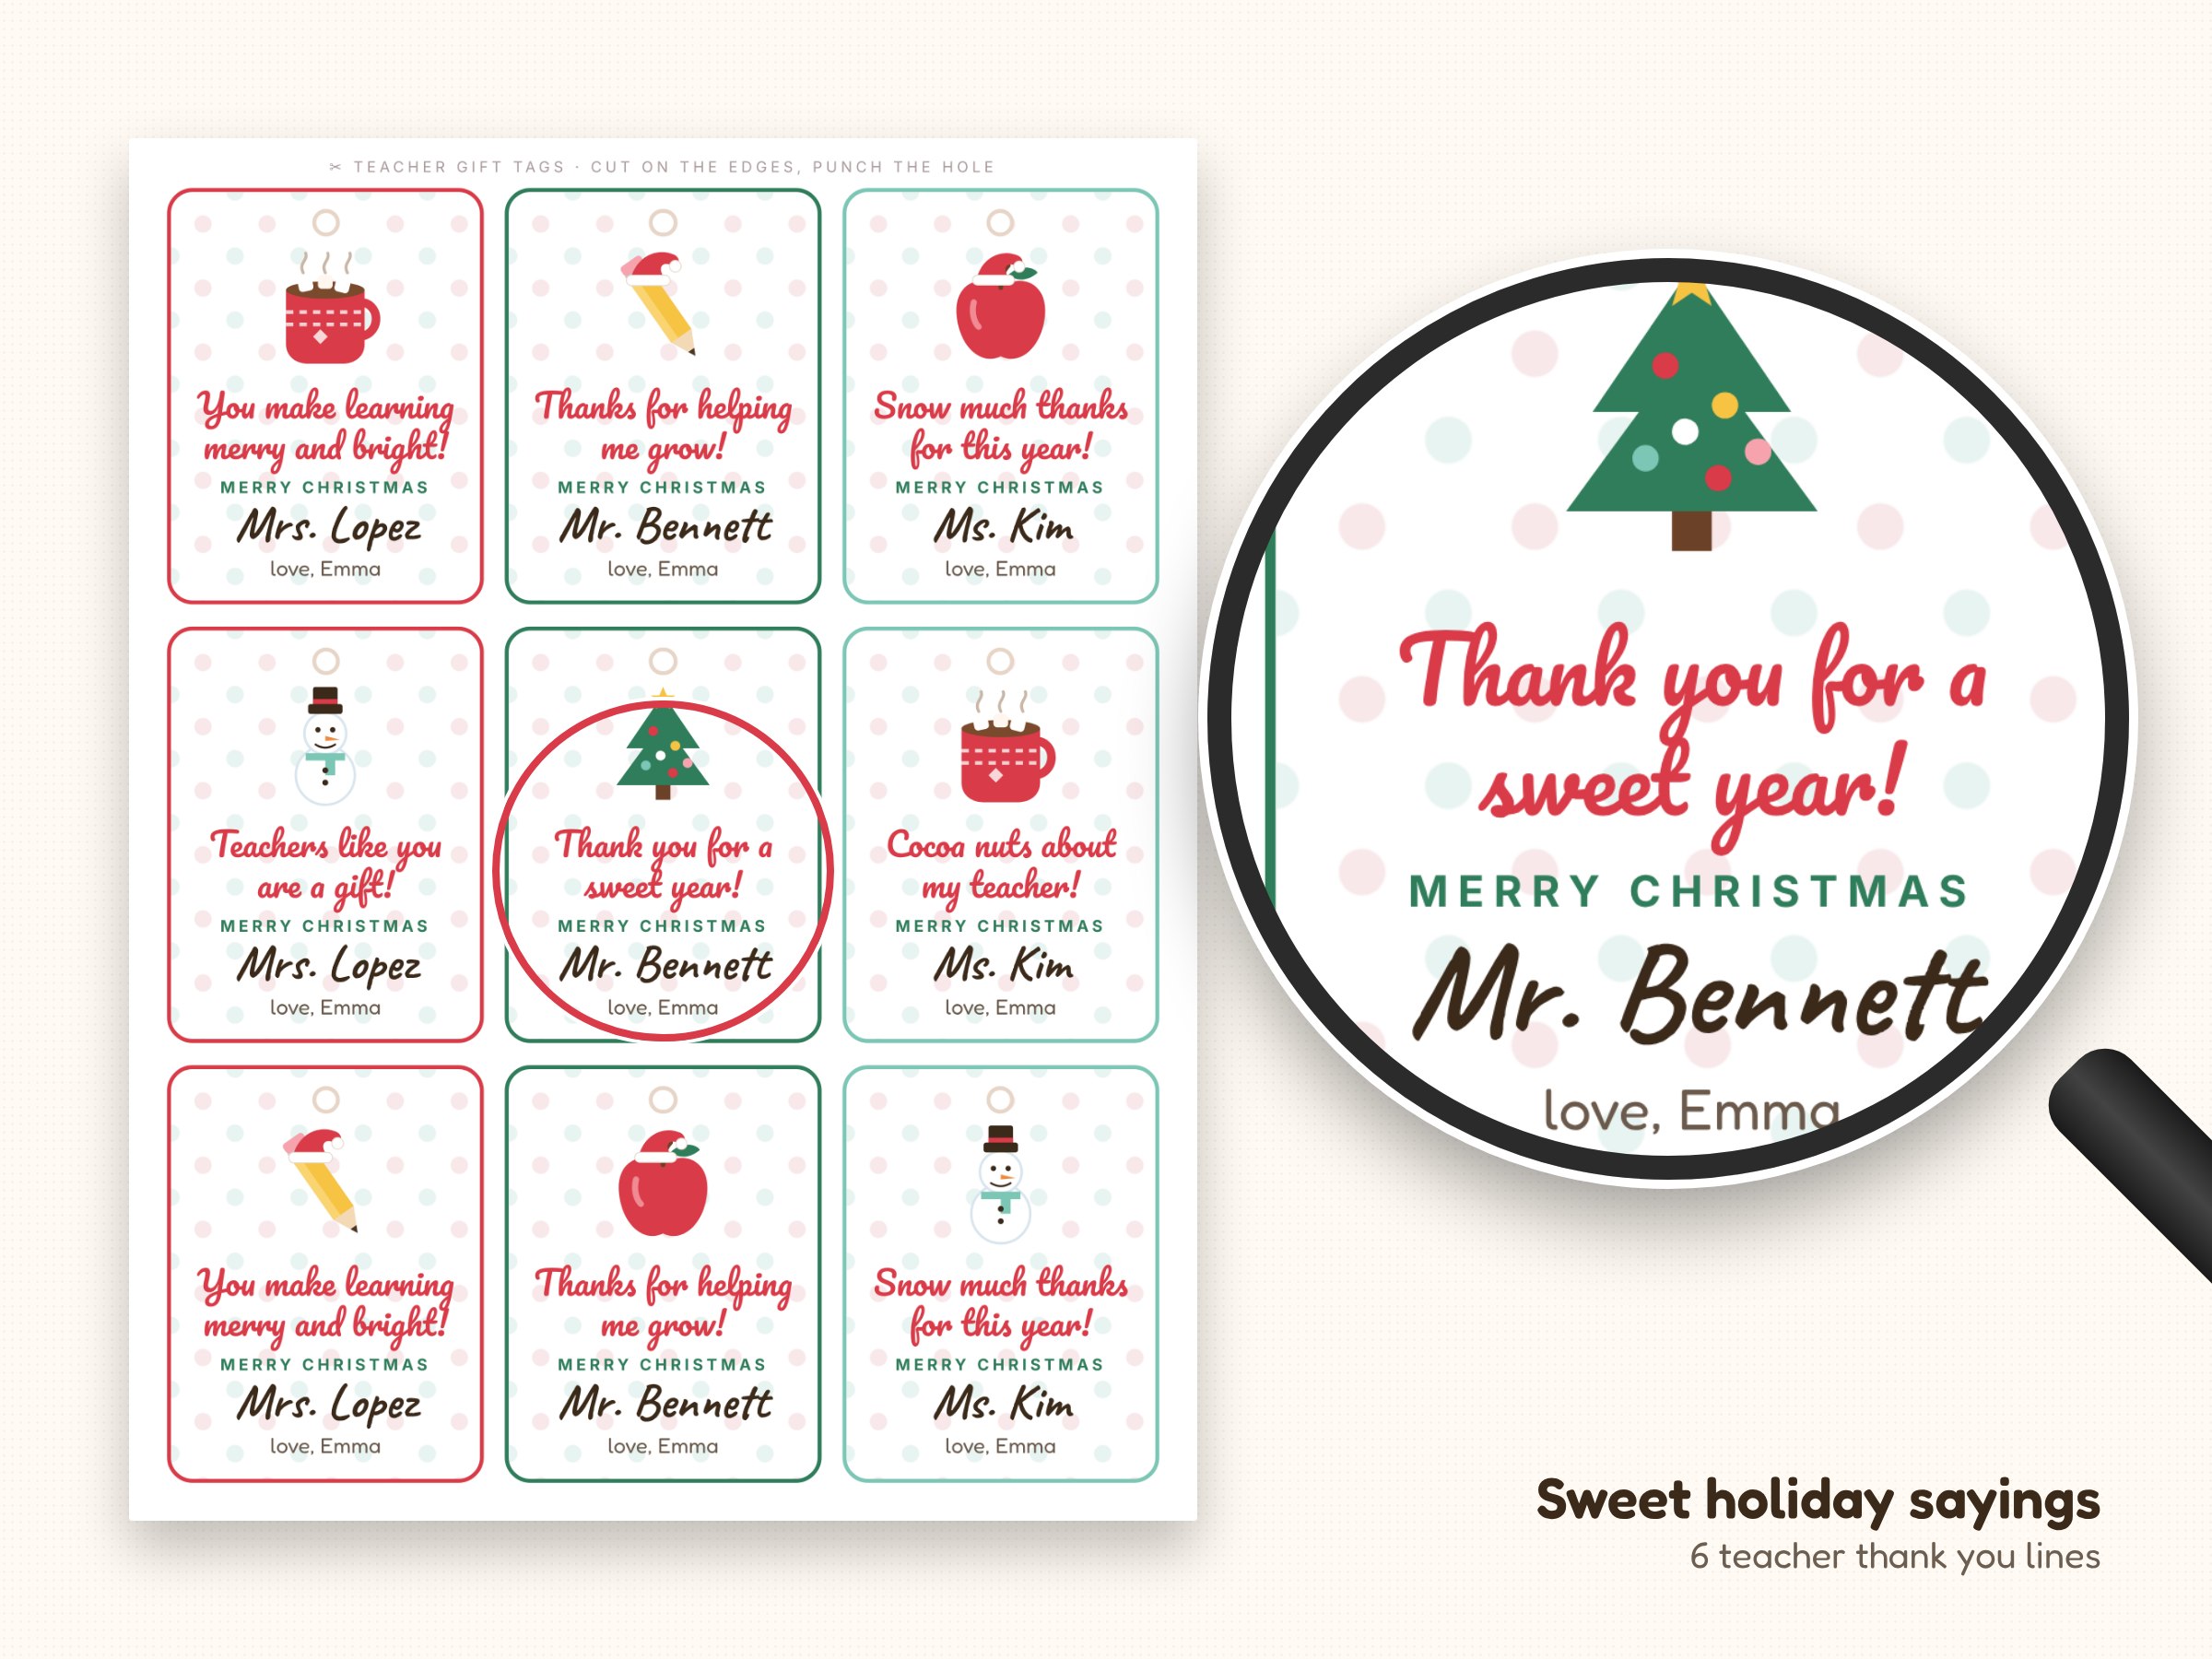 ✂ TEACHER GIFT TAGS · CUT ON THE EDGES, PUNCH THE HOLE
You make learning
merry and bright!
MERRY CHRISTMAS
Mrs. Lopez
love, Emma
Thanks for helping
me grow!
MERRY CHRISTMAS
Mr. Bennett
love, Emma
Snow much thanks
for this year!
MERRY CHRISTMAS
Ms. Kim
love, Emma
Teachers like you
are a gift!
MERRY CHRISTMAS
Mrs. Lopez
love, Emma
Thank you for a
sweet year!
MERRY CHRISTMAS
Mr. Bennett
love, Emma
Cocoa nuts about
my teacher!
MERRY CHRISTMAS
Ms. Kim
love, Emma
You make learning
merry and bright!
MERRY CHRISTMAS
Mrs. Lopez
love, Emma
Thanks for helping
me grow!
MERRY CHRISTMAS
Mr. Bennett
love, Emma
Snow much thanks
for this year!
MERRY CHRISTMAS
Ms. Kim
love, Emma
Thank you for a
sweet year!
MERRY CHRISTMAS
Mr. Bennett
love, Emma
Sweet holiday sayings
6 teacher thank you lines